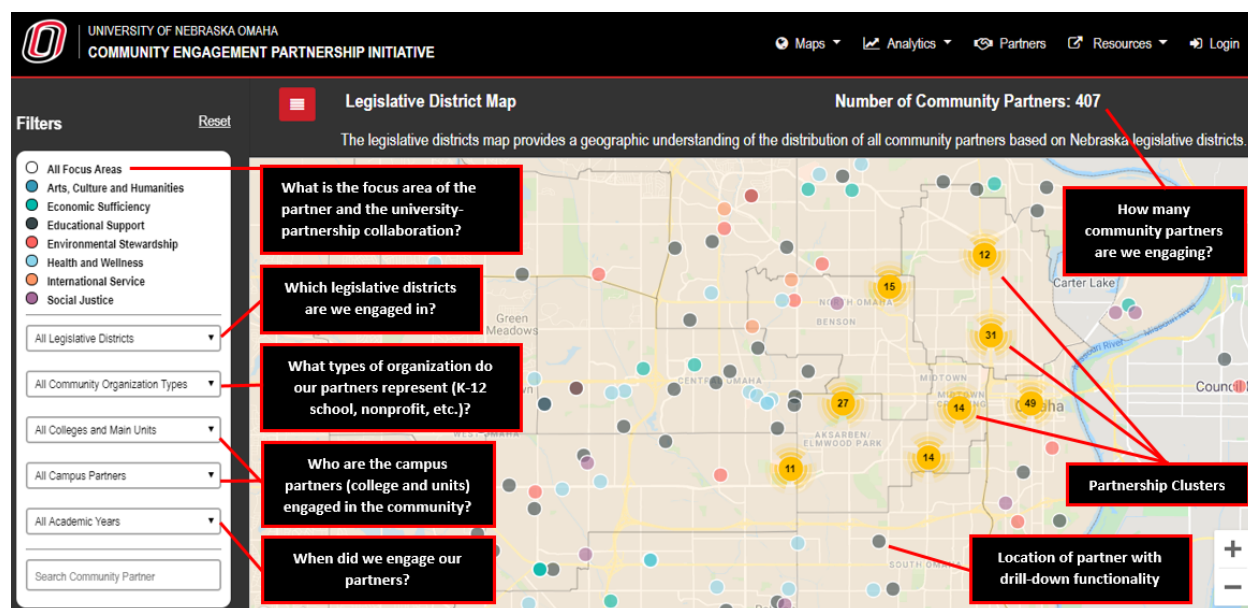 UNIVERSITY OF NEBRASKA OMAHA
COMMUNITY ENGAGEMENT PARTNERSHIP INITIATIVE
Maps
Analytics
Partners
Resources
Login
Filters
Reset
All Focus Areas
Arts, Culture and Humanities
Economic Sufficiency
Educational Support
Environmental Stewardship
Health and Wellness
International Service
Social Justice
All Legislative Districts
All Community Organization Types
All Colleges and Main Units
All Campus Partners
All Academic Years
Search Community Partner
Legislative District Map
Number of Community Partners: 407
The legislative districts map provides a geographic understanding of the distribution of all community partners based on Nebraska legislative districts.
What is the focus area of the
partner and the university-
partnership collaboration?
Which legislative districts
are we engaged in?
What types of organization do
our partners represent (K-12
school, nonprofit, etc.)?
Who are the campus
partners (college and units)
engaged in the community?
When did we engage our
partners?
How many
community partners
are we engaging?
Partnership Clusters
Location of partner with
drill-down functionality
12
15
31
27
14
49
14
11
Green
Meadows
NORTH OMAHA
BENSON
Carter Lake
Missouri River
Missouri River
CENTRAL OMAHA
MIDTOWN
MIDTOWN
CROSSING
Omaha
Council
WEST OMAHA
AKSARBEN/
ELMWOOD PARK
SOUTH OMAHA
+
−